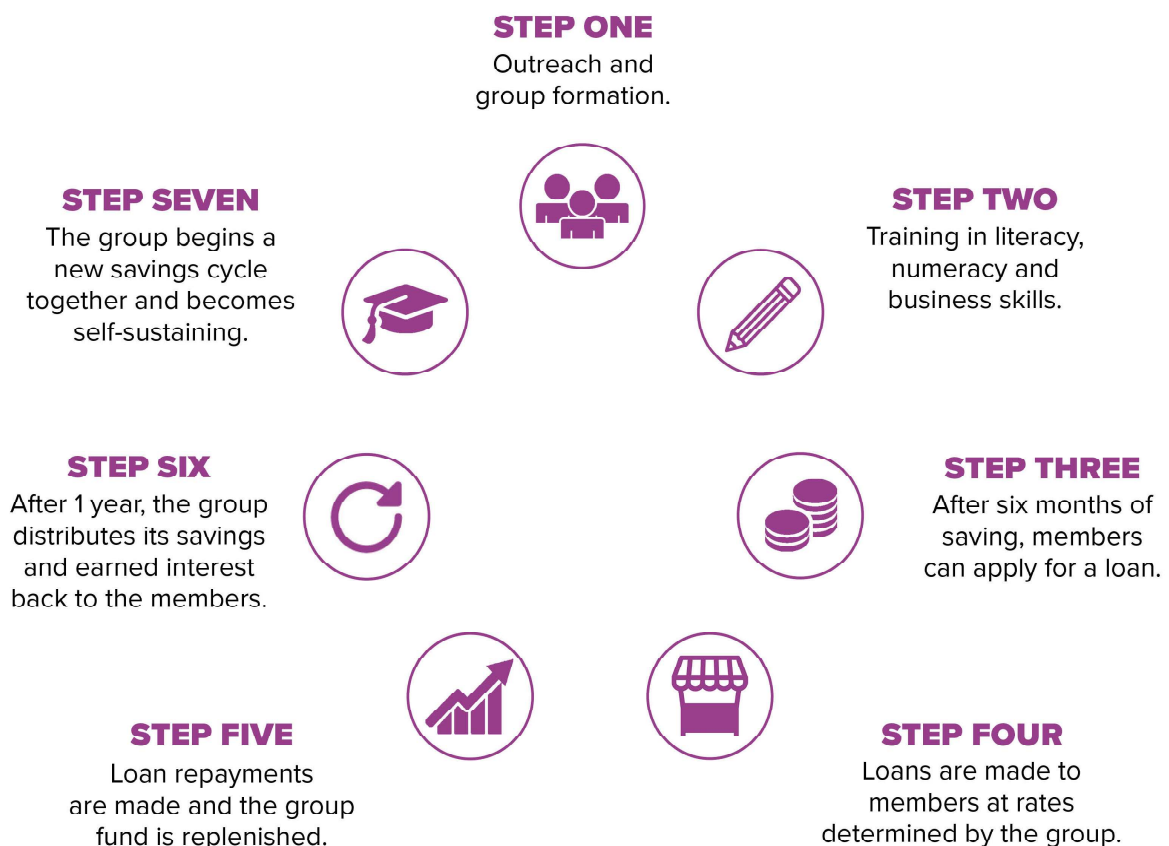 STEP ONE
Outreach and
group formation.
STEP TWO
Training in literacy,
numeracy and
business skills.
STEP THREE
After six months of
saving, members
can apply for a loan.
STEP FOUR
Loans are made to
members at rates
determined by the group.
STEP FIVE
Loan repayments
are made and the group
fund is replenished.
STEP SIX
After 1 year, the group
distributes its savings
and earned interest
back to the members.
STEP SEVEN
The group begins a
new savings cycle
together and becomes
self-sustaining.